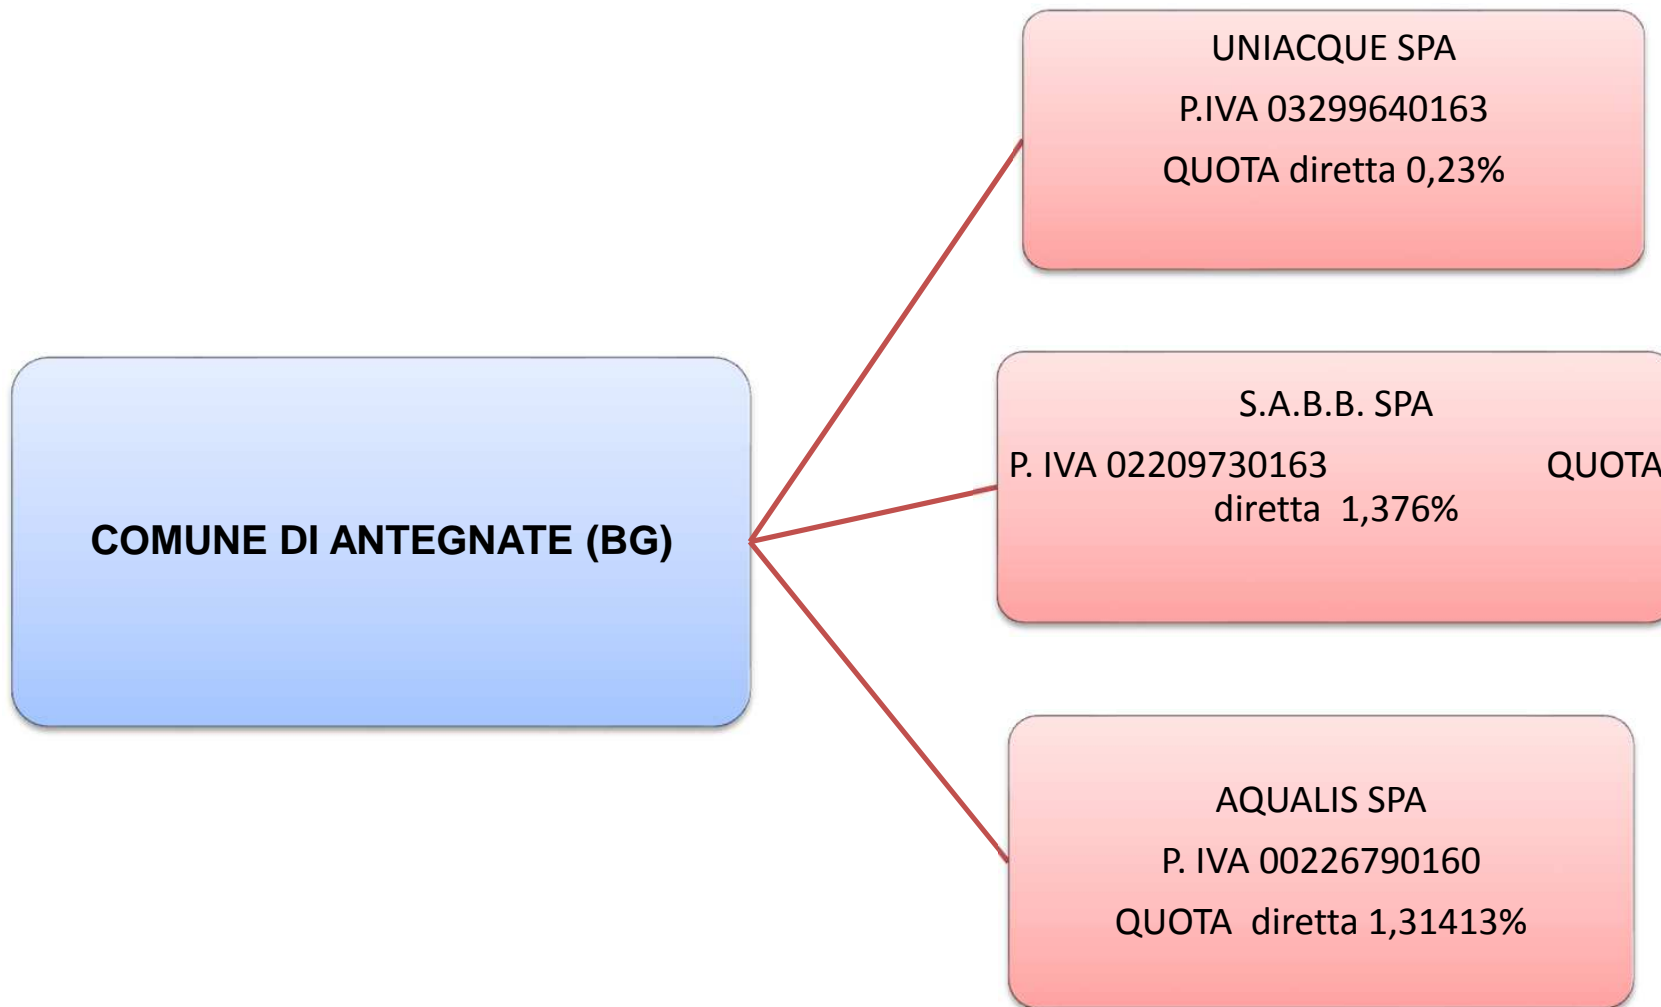 UNIACQUE SPA
P.IVA 03299640163
QUOTA diretta 0,23%
COMUNE DI ANTEGNATE (BG)
S.A.B.B. SPA
P. IVA 02209730163 QUOTA
diretta 1,376%
AQUALIS SPA
P. IVA 00226790160
QUOTA diretta 1,31413%